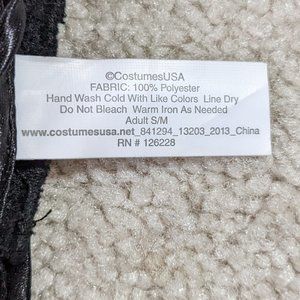 ©CostumesUSA
FABRIC: 100% Polyester
Hand Wash Cold With Like Colors Line Dry
Do Not Bleach Warm Iron As Needed
Adult S/M
www.costumesusa.net_841294_13203_2013_China
RN # 126228